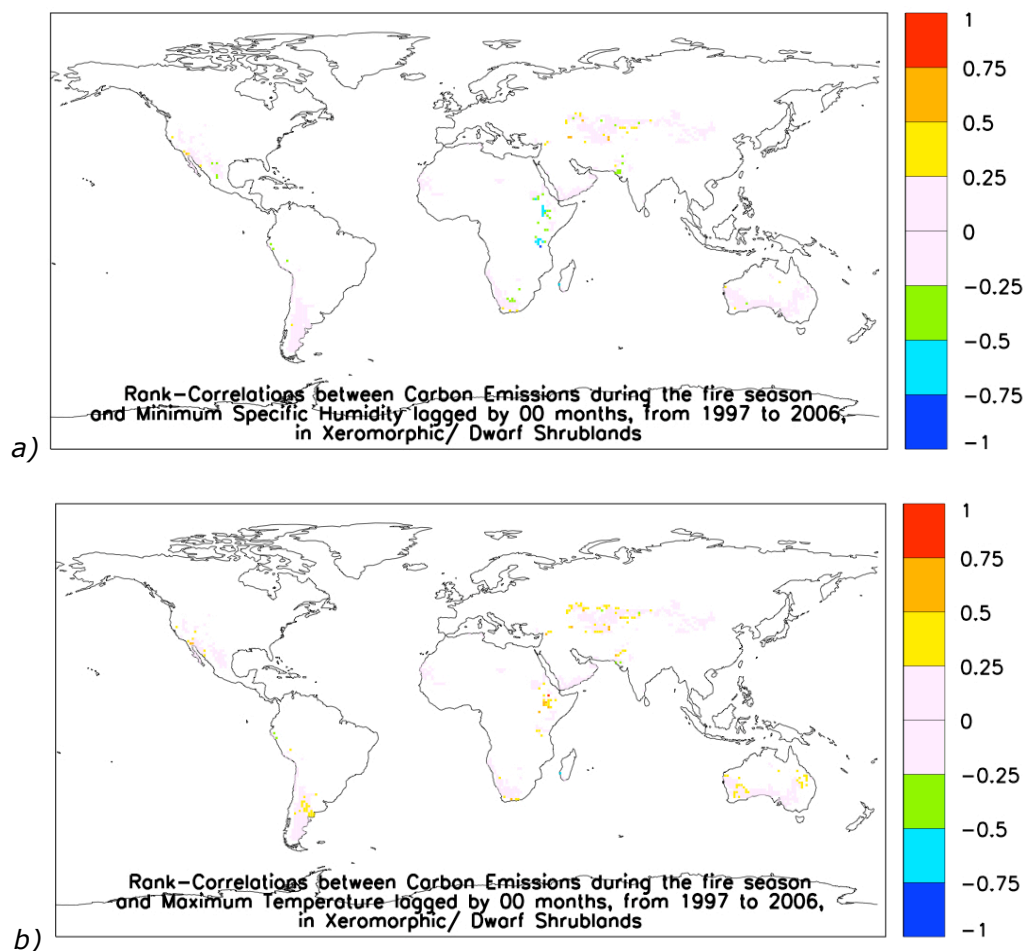 1
0.75
0.5
0.25
0
−0.25
−0.5
−0.75
−1
Rank−Correlations between Carbon Emissions during the fire season
and Minimum Specific Humidity lagged by 00 months, from 1997 to 2006,
in Xeromorphic/ Dwarf Shrublands
a)
1
0.75
0.5
0.25
0
−0.25
−0.5
−0.75
−1
Rank−Correlations between Carbon Emissions during the fire season
and Maximum Temperature lagged by 00 months, from 1997 to 2006,
in Xeromorphic/ Dwarf Shrublands
b)